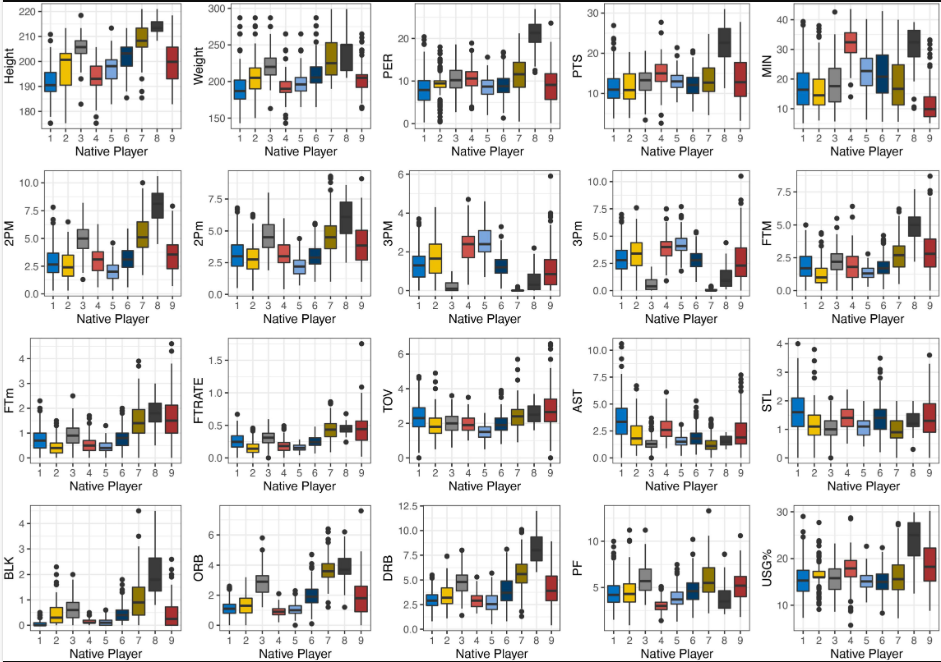 Height
220
210
200
190
180
1 2 3 4 5 6 7 8 9
Native Player
Weight
300
250
200
150
1 2 3 4 5 6 7 8 9
Native Player
PER
20
10
0
1 2 3 4 5 6 7 8 9
Native Player
PTS
30
20
10
1 2 3 4 5 6 7 8 9
Native Player
MIN
40
30
20
10
1 2 3 4 5 6 7 8 9
Native Player
2PM
10.0
7.5
5.0
2.5
0.0
1 2 3 4 5 6 7 8 9
Native Player
2Pm
7.5
5.0
2.5
0.0
1 2 3 4 5 6 7 8 9
Native Player
3PM
6
4
2
0
1 2 3 4 5 6 7 8 9
Native Player
3Pm
10.0
7.5
5.0
2.5
0.0
1 2 3 4 5 6 7 8 9
Native Player
FTM
7.5
5.0
2.5
0.0
1 2 3 4 5 6 7 8 9
Native Player
FTm
4
2
0
1 2 3 4 5 6 7 8 9
Native Player
FTRATE
1.5
1.0
0.5
0.0
1 2 3 4 5 6 7 8 9
Native Player
TOV
6
4
2
0
1 2 3 4 5 6 7 8 9
Native Player
AST
10.0
7.5
5.0
2.5
0.0
1 2 3 4 5 6 7 8 9
Native Player
STL
4
3
2
1
0
1 2 3 4 5 6 7 8 9
Native Player
BLK
4
3
2
1
0
1 2 3 4 5 6 7 8 9
Native Player
ORB
6
4
2
0
1 2 3 4 5 6 7 8 9
Native Player
DRB
12.5
10.0
7.5
5.0
2.5
0.0
1 2 3 4 5 6 7 8 9
Native Player
PF
10
5
0
1 2 3 4 5 6 7 8 9
Native Player
USG%
30
20
10
1 2 3 4 5 6 7 8 9
Native Player